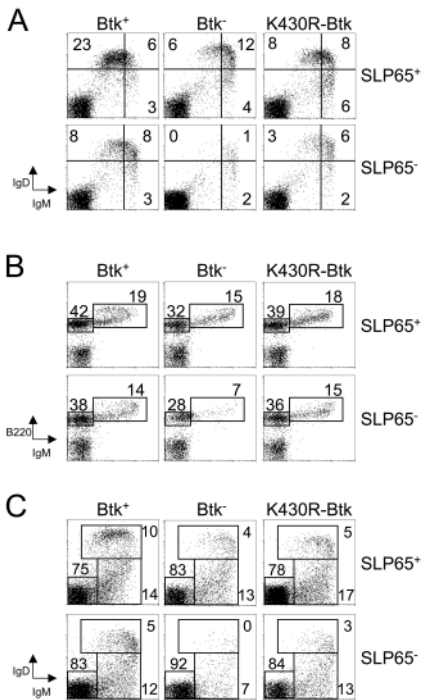 A
Btk+ Btk- K430R-Btk
23 6 6 12 8 8
SLP65+
3 4 6
8 8 0 1 3 6
SLP65-
IgD
3 2 2
IgM
B
Btk+ Btk- K430R-Btk
19 15 18
42 32 39
SLP65+
14 7 15
38 28 36
SLP65-
B220
IgM
C
Btk+ Btk- K430R-Btk
10 4 5
SLP65+
75 83 78
14 13 17
5 0 3
SLP65-
83 92 84
IgD
12 7 13
IgM